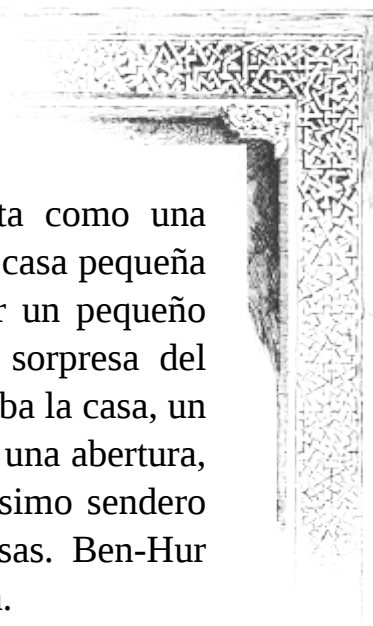 ta como una
casa pequeña
r un pequeño
sorpresa del
ba la casa, un
una abertura,
simo sendero
sas. Ben-Hur